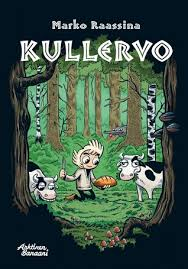 Marko Raassina
KULLERVO
Arktinen
Banaani